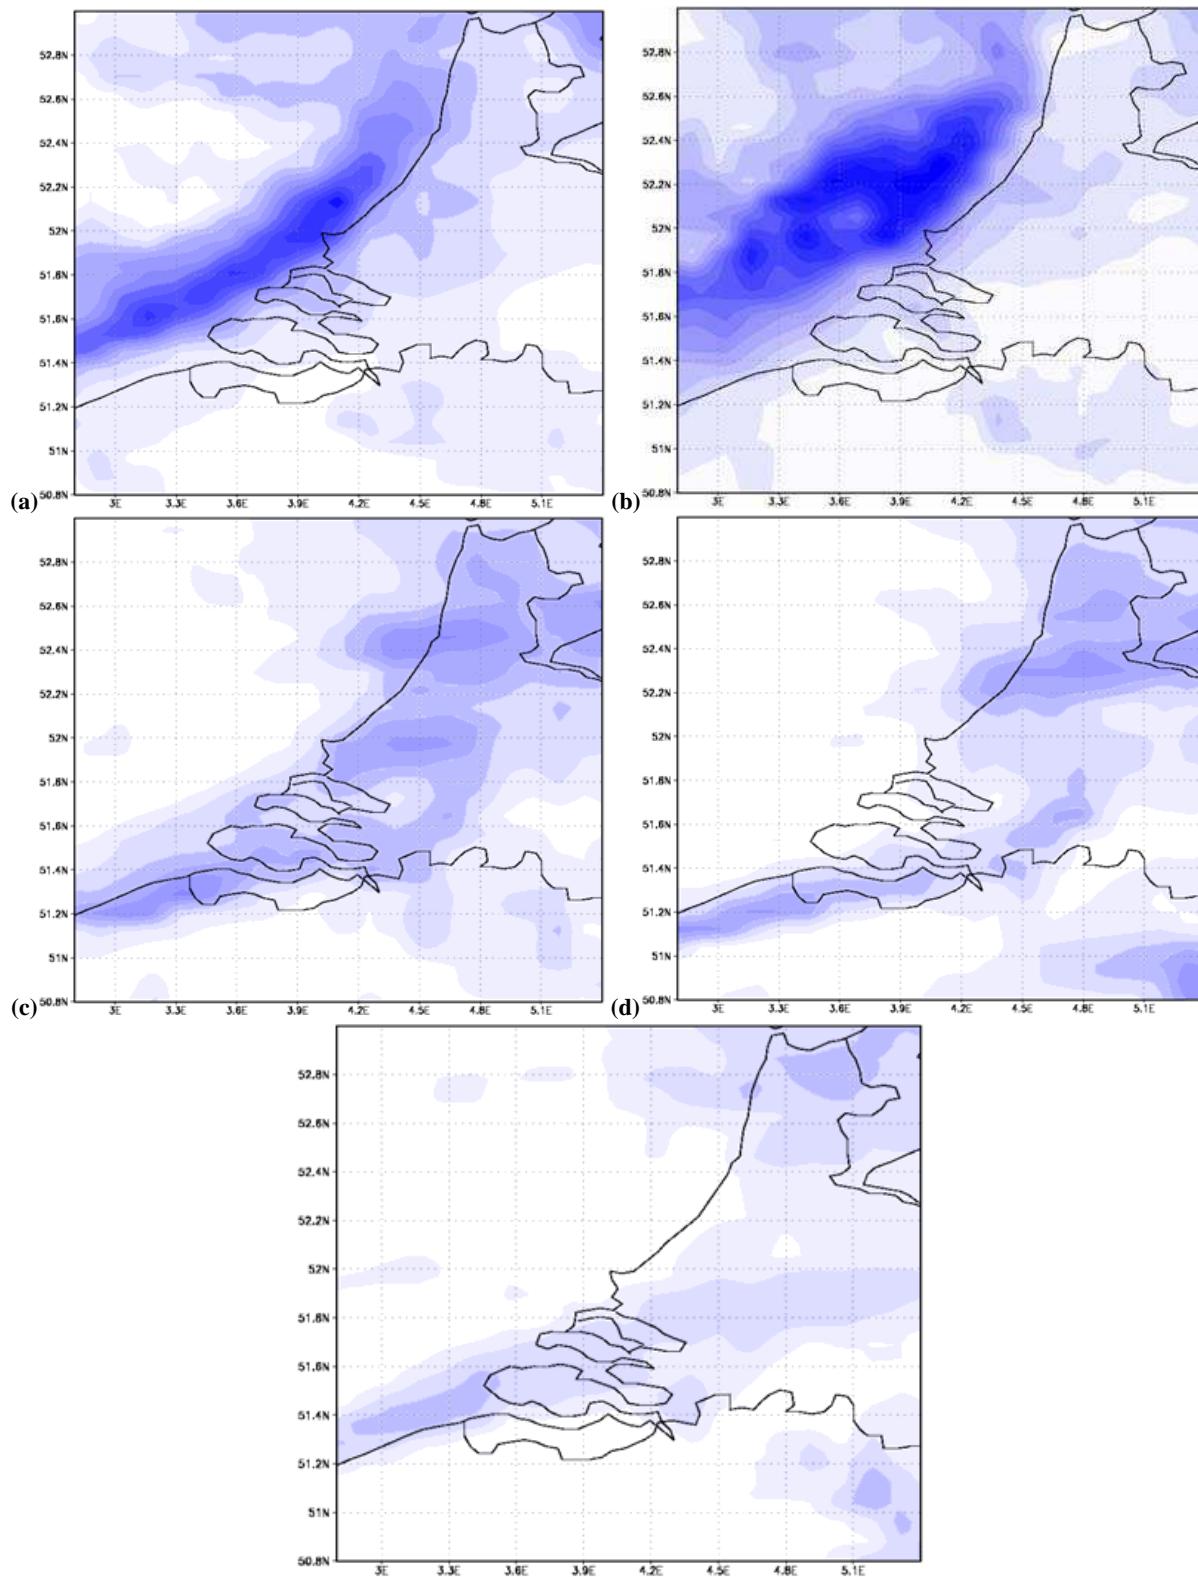 52.8N 52.8N
52.6N 52.6N
52.4N 52.4N
52.2N 52.2N
52N 52N
51.8N 51.8N
51.6N 51.6N
51.4N 51.4N
51.2N 51.2N
51N 51N
(a) 50.8N (b) 50.8N
3E 3.3E 3.6E 3.9E 4.2E 4.5E 4.8E 5.1E 3E 3.3E 3.6E 3.9E 4.2E 4.5E 4.8E 5.1E
52.8N 52.8N
52.6N 52.6N
52.4N 52.4N
52.2N 52.2N
52N 52N
51.8N 51.8N
51.6N 51.6N
51.4N 51.4N
51.2N 51.2N
51N 51N
(c) 50.8N (d) 50.8N
3E 3.3E 3.6E 3.9E 4.2E 4.5E 4.8E 5.1E 3E 3.3E 3.6E 3.9E 4.2E 4.5E 4.8E 5.1E
52.8N
52.6N
52.4N
52.2N
52N
51.8N
51.6N
51.4N
51.2N
51N
50.8N
3E 3.3E 3.6E 3.9E 4.2E 4.5E 4.8E 5.1E